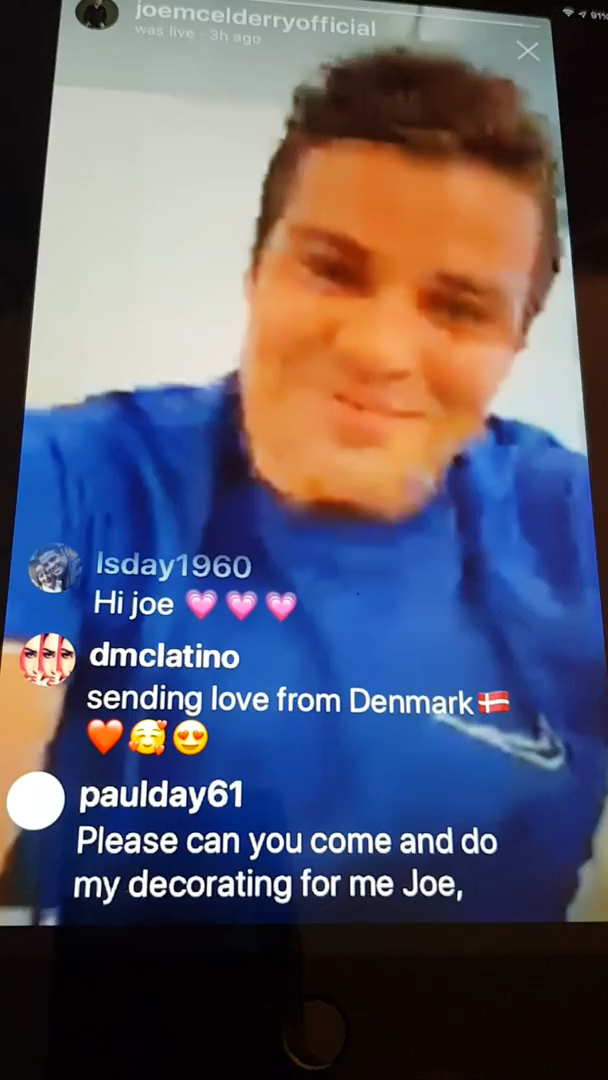 joemcelderryofficial
was live · 3h ago
91%
lsday1960
Hi joe 💗💗💗
dmclatino
sending love from Denmark🇩🇰
❤️🥰😍
paulday61
Please can you come and do
my decorating for me Joe,